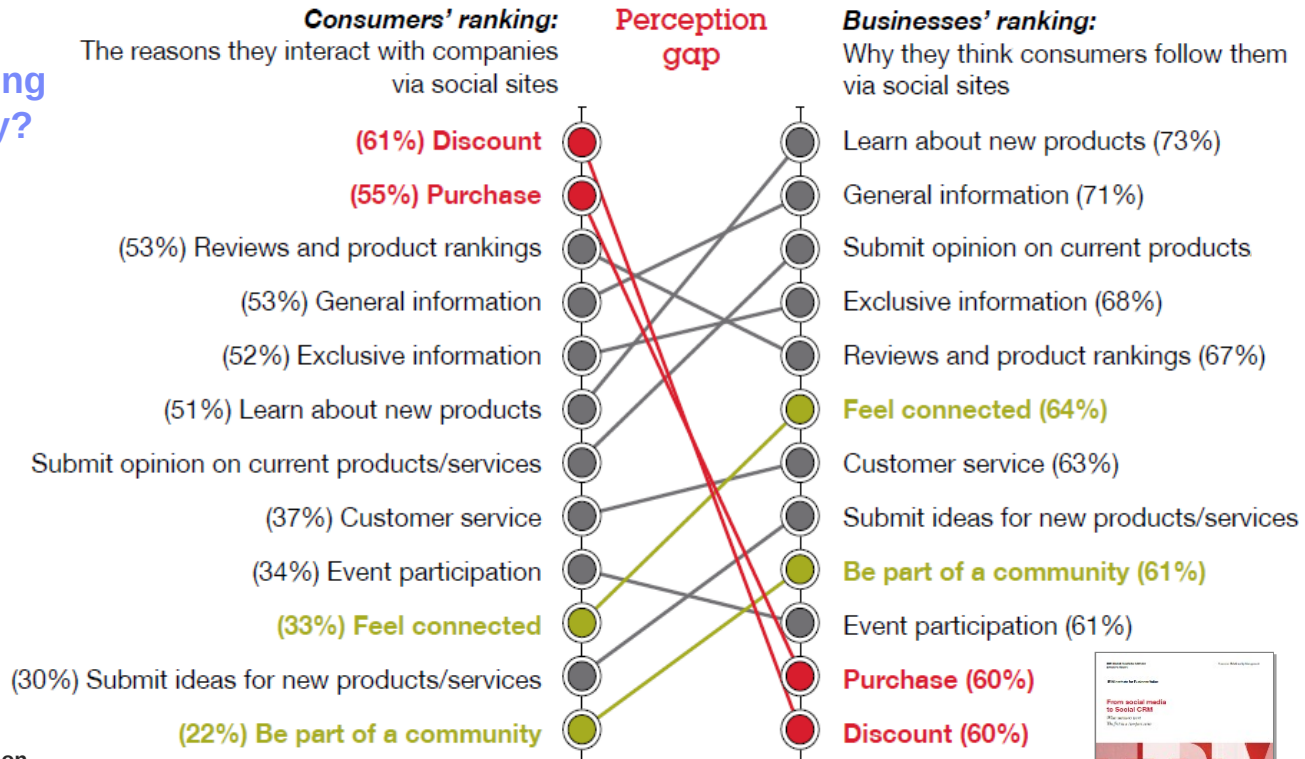 ng
y?
Consumers' ranking:
The reasons they interact with companies
via social sites
Perception
gap
Businesses' ranking:
Why they think consumers follow them
via social sites
(61%) Discount
(55%) Purchase
(53%) Reviews and product rankings
(53%) General information
(52%) Exclusive information
(51%) Learn about new products
Submit opinion on current products/services
(37%) Customer service
(34%) Event participation
(33%) Feel connected
(30%) Submit ideas for new products/services
(22%) Be part of a community
Learn about new products (73%)
General information (71%)
Submit opinion on current products
Exclusive information (68%)
Reviews and product rankings (67%)
Feel connected (64%)
Customer service (63%)
Submit ideas for new products/services
Be part of a community (61%)
Event participation (61%)
Purchase (60%)
Discount (60%)
From social media
to Social CRM
on